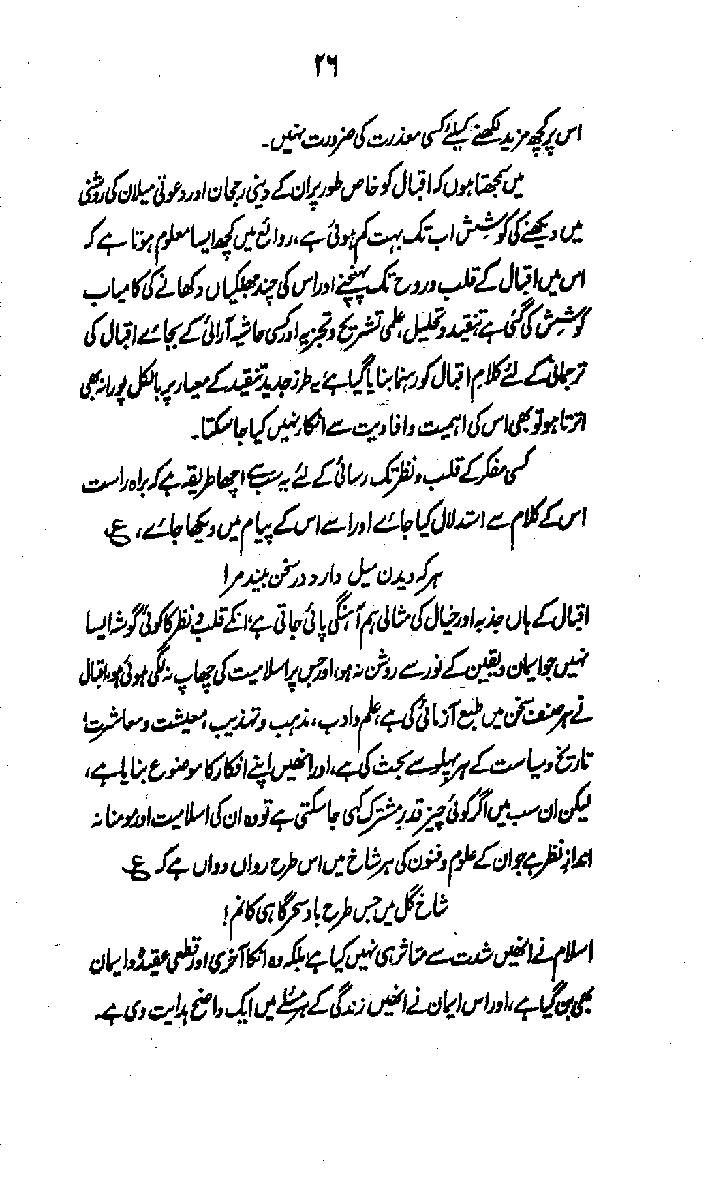 ۲۶
اس پر کچھ مزید لکھنے کیلئے کسی معذرت کی ضرورت نہیں۔
میں سمجھتا ہوں کہ اقبال کو خاص طور پر ان کے دینی رجحان اور دعوتی میلان کی روشنی
میں دیکھنے کی کوشش اب تک بہت کم ہوئی ہے، روائع میں کچھ ایسا معلوم ہوتا ہے کہ
اس میں اقبال کے قلب و روح تک پہنچنے اور اس کی چند جھلکیاں دکھانے کی کامیاب
کوشش کی گئی ہے تنقید و تحلیل، علمی تشریح و تجزیہ اور کسی حاشیہ آرائی کے بجائے اقبال کی
ترجمانی کے لئے کلام اقبال کو رہنما بنایا گیا ہے، یہ طرز جدید تنقید کے معیار پر بالکل پورا نہ بھی
اترتا ہو تو بھی اس کی اہمیت و افادیت سے انکار نہیں کیا جا سکتا۔
کسی مفکر کے قلب و نظر تک رسائی کے لئے یہ سب سے اچھا طریقہ ہے کہ براہ راست
اس کے کلام سے استدلال کیا جائے اور اسے اس کے پیام میں دیکھا جائے، ع
ہر کہ دیدن میل دارد در سخن بیند مرا
اقبال کے ہاں جذبہ اور خیال کی مثالی ہم آہنگی پائی جاتی ہے؛ انکے قلب و نظر کا کوئی گوشہ ایسا
نہیں جو ایمان و یقین کے نور سے روشن نہ ہو، اور جس پر اسلامیت کی چھاپ نہ لگی ہوئی ہو، اقبال
نے ہر صنف سخن میں طبع آزمائی کی ہے، علم و ادب، مذہب و تہذیب، معیشت و معاشرت
تاریخ و سیاست کے ہر پہلو سے بحث کی ہے، اور انھیں اپنے افکار کا موضوع بنایا ہے،
لیکن ان سب میں اگر کوئی چیز قدر مشترک کہی جا سکتی ہے تو وہ ان کی اسلامیت اور مومنانہ
انداز نظر ہے جو ان کے علوم و فنون کی ہر شاخ میں اس طرح رواں دواں ہے کہ ع
شاخ گل میں جس طرح باد سحر گاہی کا نم!
اسلام نے انھیں شدت سے متاثر ہی نہیں کیا ہے بلکہ وہ انکا آخری اور قطعی عقیدہ و ایمان
بھی بن گیا ہے، اور اس ایمان نے انھیں زندگی کے ہر مسئلے میں ایک واضح ہدایت دی ہے۔